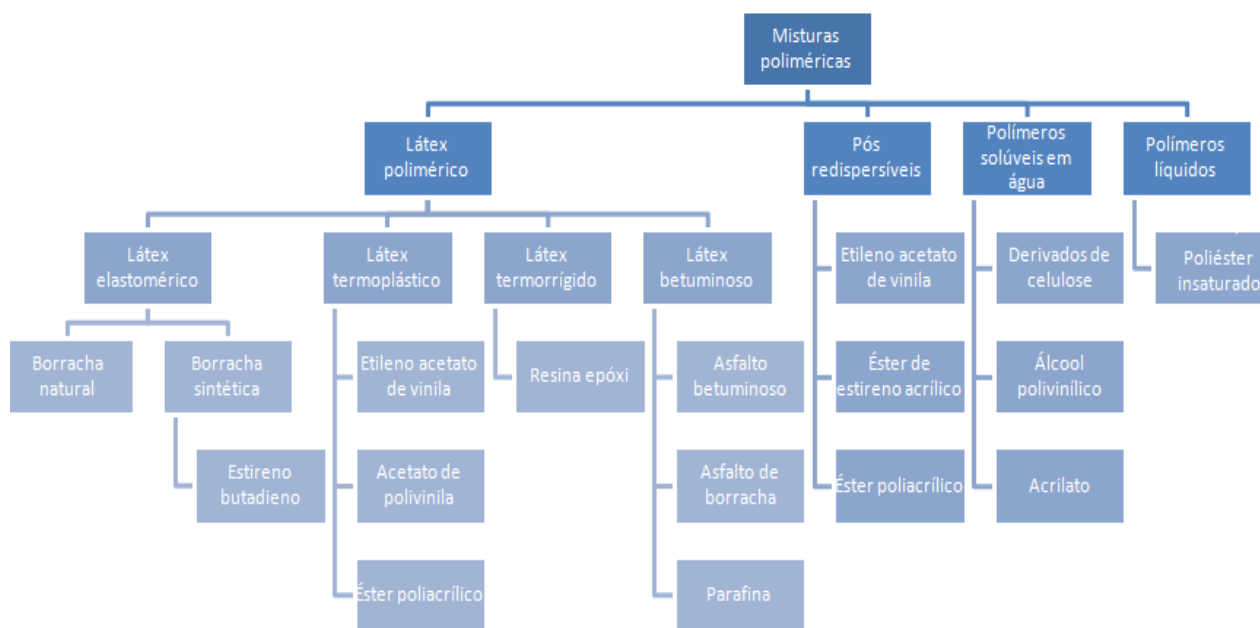 Misturas
poliméricas
Látex
polimérico
Pós
redispersíveis
Polímeros
solúveis em
água
Polímeros
líquidos
Látex
elastomérico
Látex
termoplástico
Látex
termorrígido
Látex
betuminoso
Etileno acetato
de vinila
Derivados de
celulose
Poliéster
insaturado
Borracha
natural
Borracha
sintética
Etileno acetato
de vinila
Resina epóxi
Asfalto
betuminoso
Éster de
estireno acrílico
Álcool
polivinílico
Estireno
butadieno
Acetato de
polivinila
Asfalto de
borracha
Éster poliacrílico
Acrilato
Éster poliacrílico
Parafina